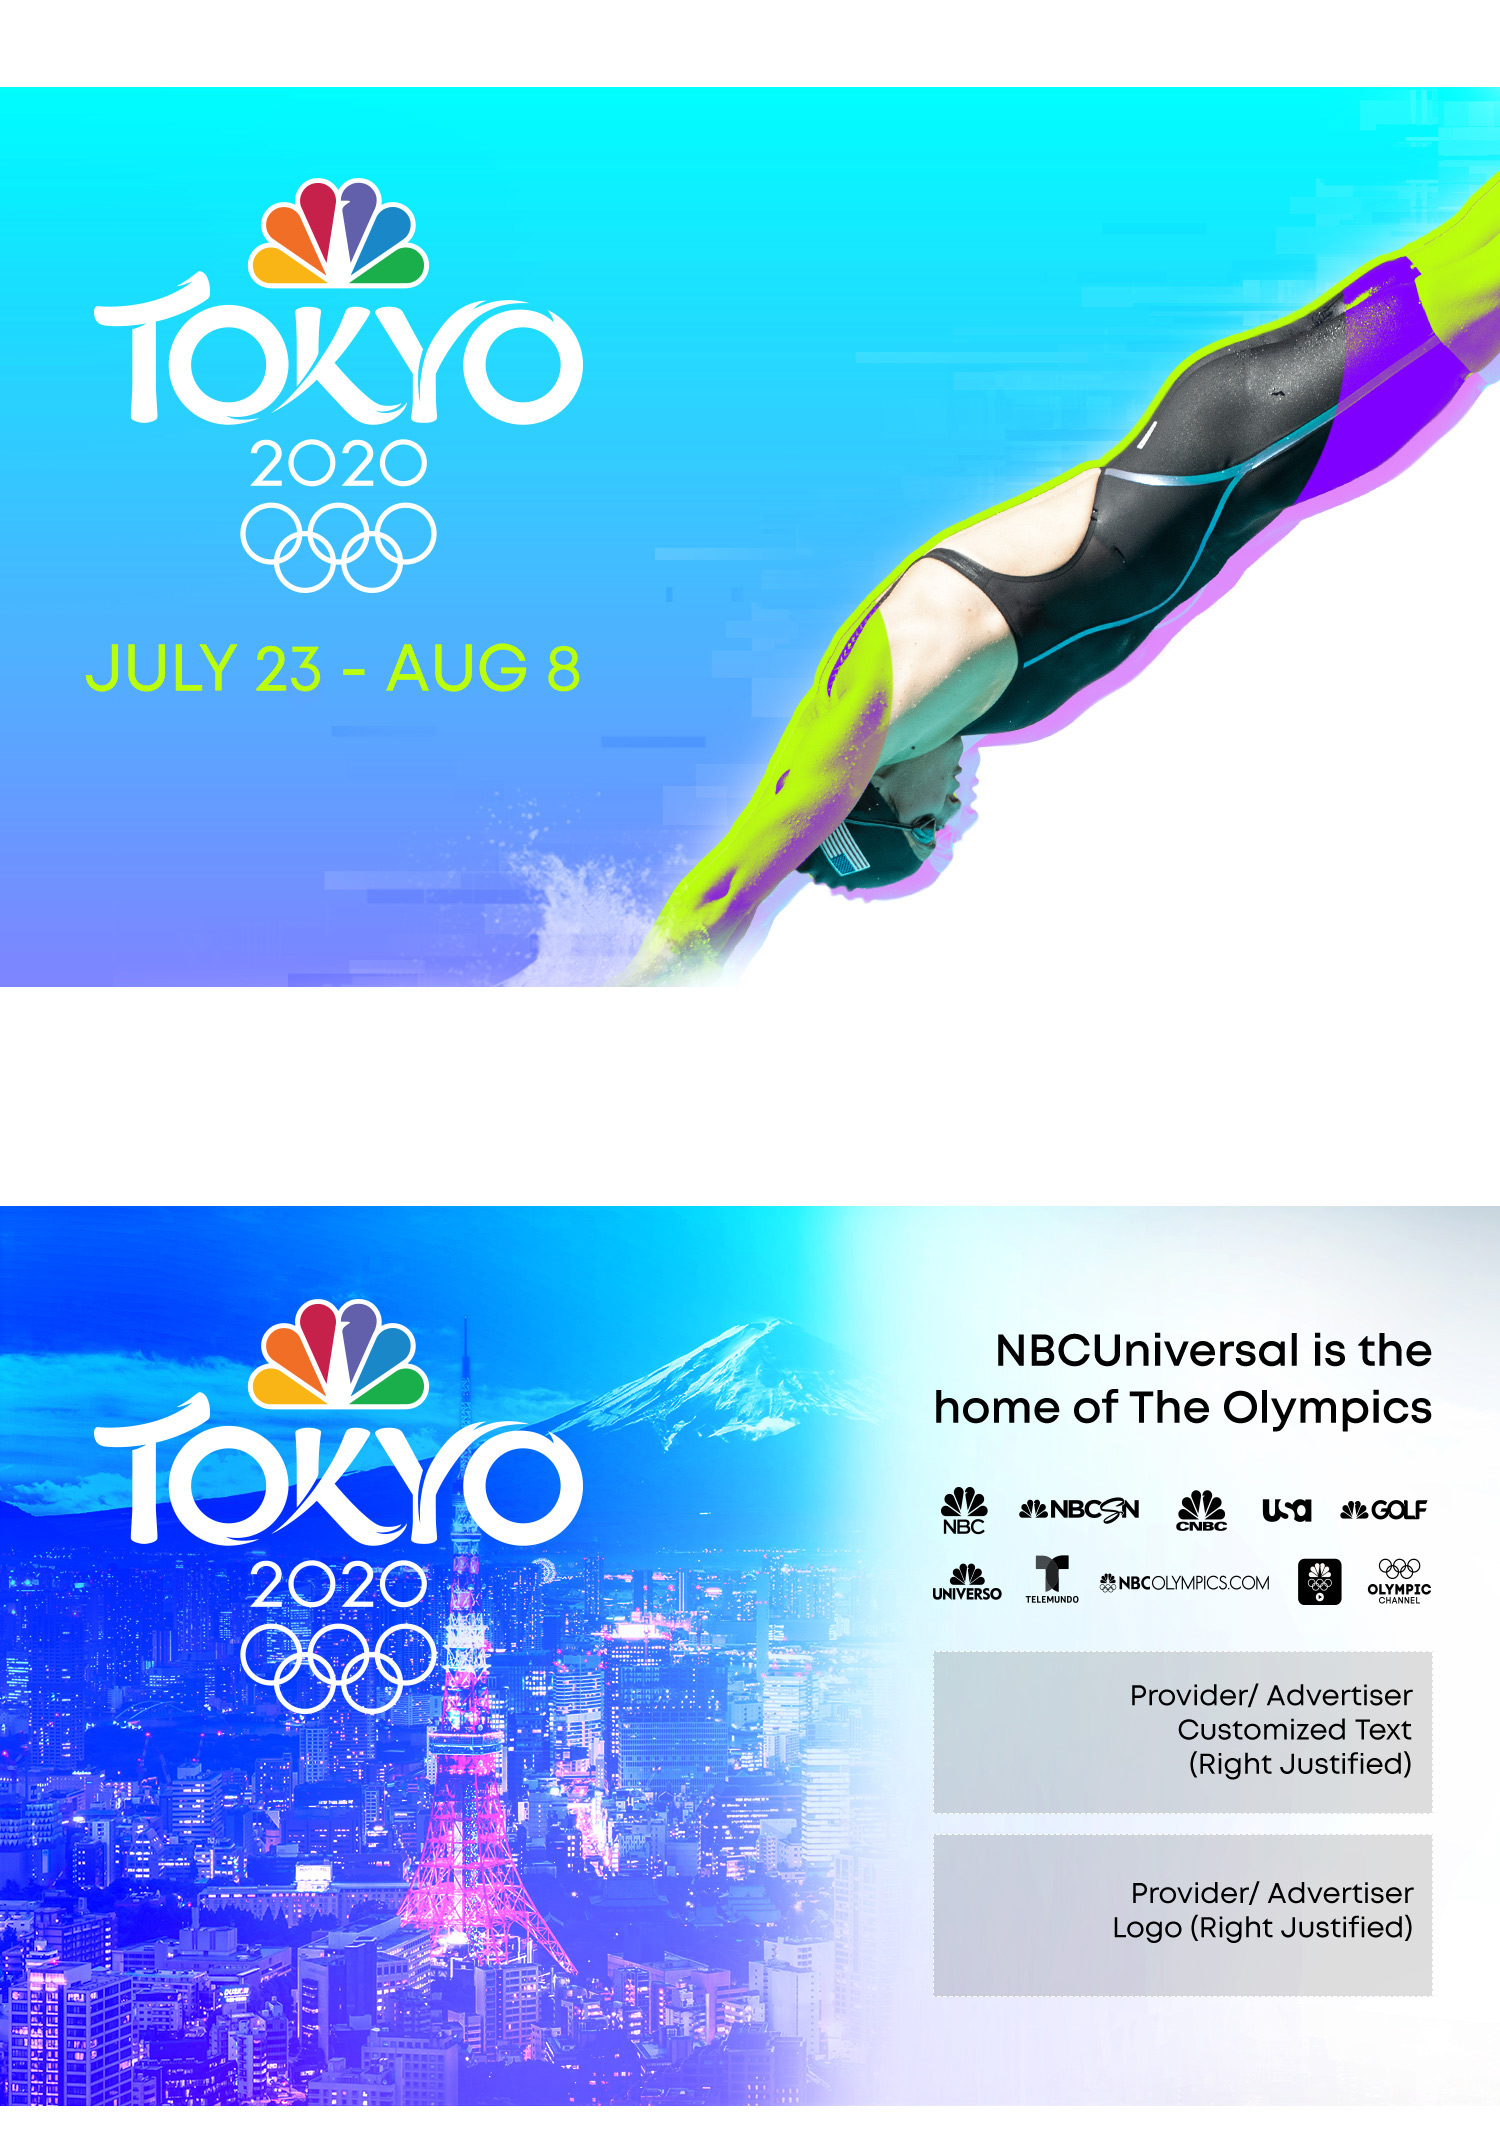 TOKYO
2020
JULY 23 - AUG 8
TOKYO
2020
NBCUniversal is the
home of The Olympics
NBC NBCSN CNBC USA GOLF
UNIVERSO TELEMUNDO NBCOLYMPICS.COM OLYMPIC CHANNEL
Provider/ Advertiser
Customized Text
(Right Justified)
Provider/ Advertiser
Logo (Right Justified)